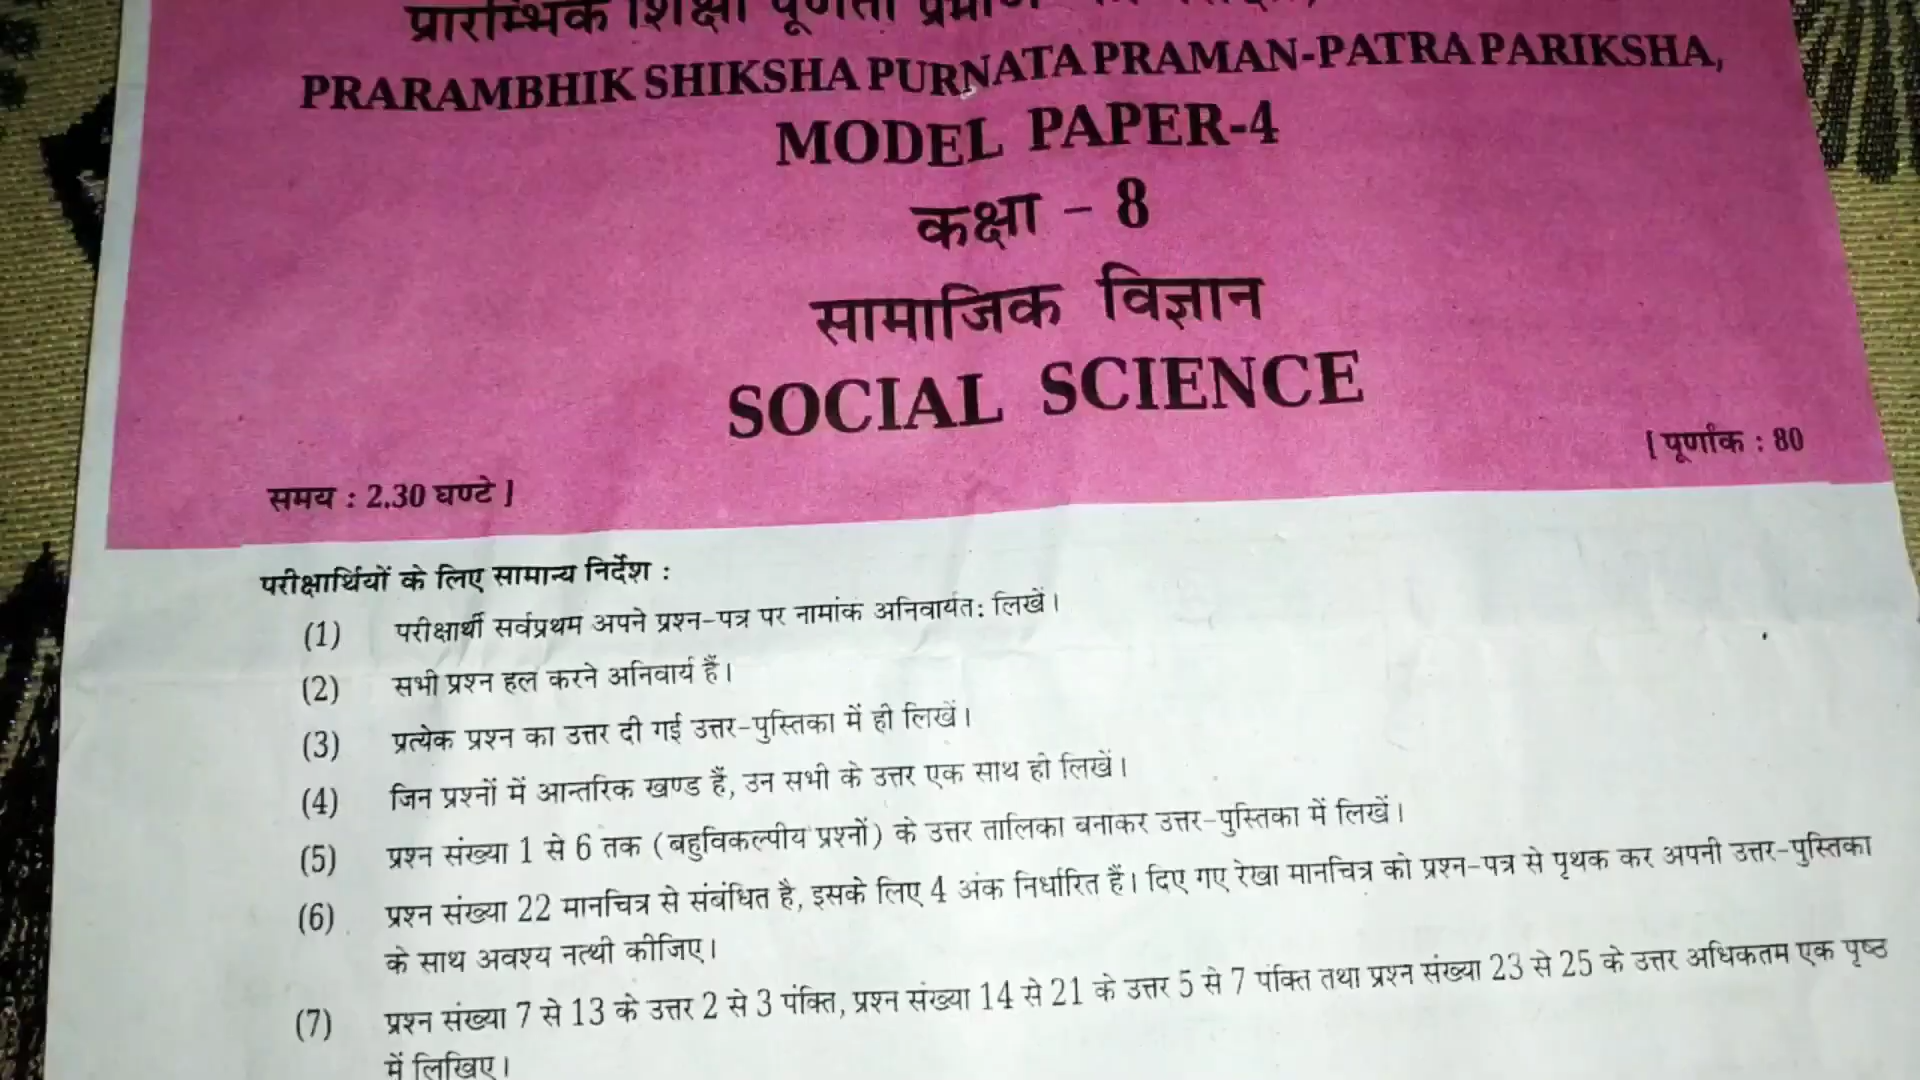 प्रारम्भिक शिक्षा पूर्णता प्रमाण
PRARAMBHIK SHIKSHA PURNATA PRAMAN-PATRA PARIKSHA,
MODEL PAPER-4
कक्षा - 8
सामाजिक विज्ञान
SOCIAL SCIENCE
[ पूर्णांक : 80
समय : 2.30 घण्टे ]
परीक्षार्थियों के लिए सामान्य निर्देश :
(1) परीक्षार्थी सर्वप्रथम अपने प्रश्न-पत्र पर नामांक अनिवार्यत: लिखें।
(2) सभी प्रश्न हल करने अनिवार्य हैं।
(3) प्रत्येक प्रश्न का उत्तर दी गई उत्तर-पुस्तिका में ही लिखें।
(4) जिन प्रश्नों में आन्तरिक खण्ड हैं, उन सभी के उत्तर एक साथ ही लिखें।
(5) प्रश्न संख्या 1 से 6 तक (बहुविकल्पीय प्रश्नों) के उत्तर तालिका बनाकर उत्तर-पुस्तिका में लिखें।
(6) प्रश्न संख्या 22 मानचित्र से संबंधित है, इसके लिए 4 अंक निर्धारित हैं। दिए गए रेखा मानचित्र को प्रश्न-पत्र से पृथक कर अपनी उत्तर-पुस्तिका
के साथ अवश्य नत्थी कीजिए।
(7) प्रश्न संख्या 7 से 13 के उत्तर 2 से 3 पंक्ति, प्रश्न संख्या 14 से 21 के उत्तर 5 से 7 पंक्ति तथा प्रश्न संख्या 23 से 25 के उत्तर अधिकतम एक पृष्ठ
में लिखिए।